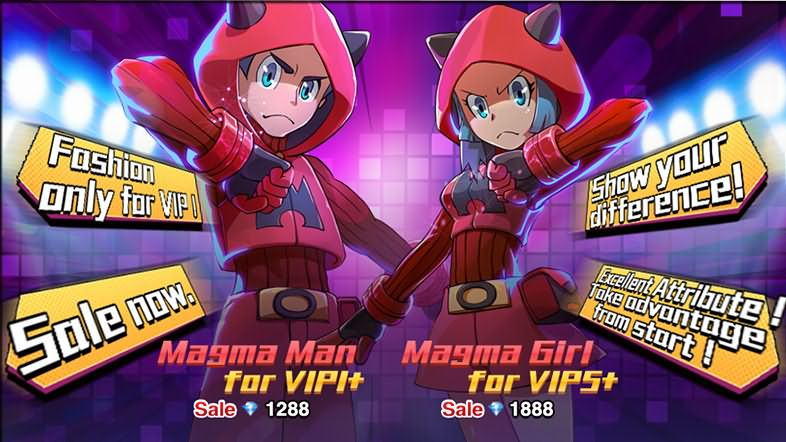 Fashion
only for VIP 1
Show your
difference!
Sale now.
Excellent Attribute !
Take advantage
from start !
Magma Man
for VIP1+
Sale 1288
Magma Girl
for VIP5+
Sale 1888